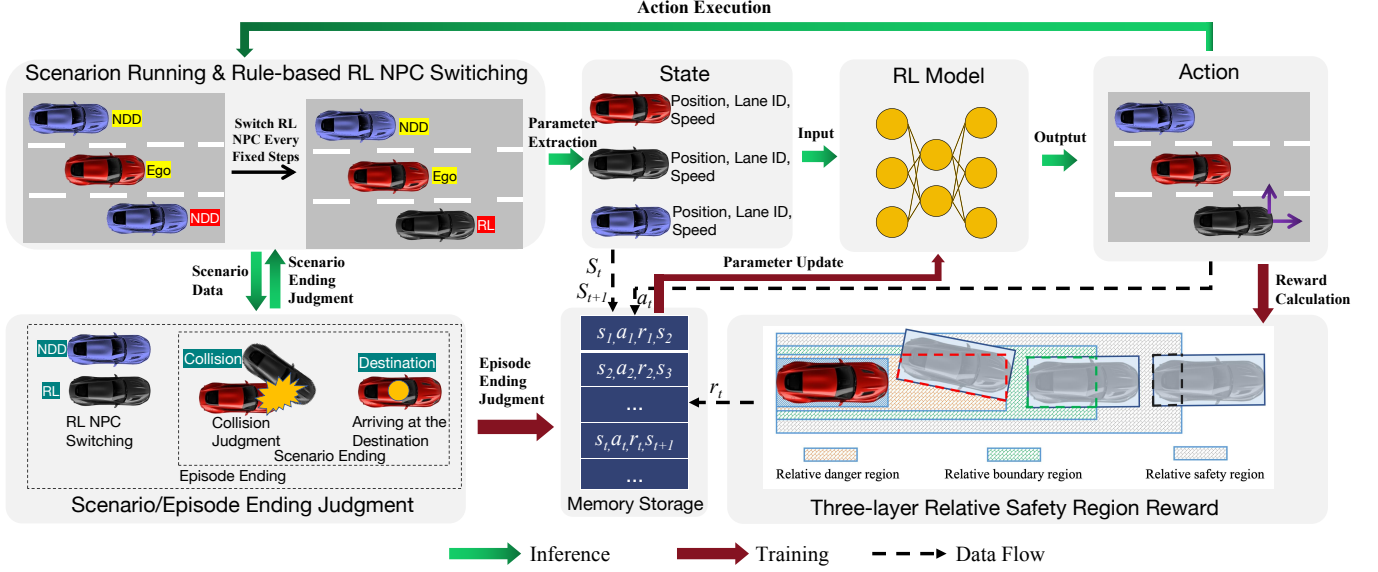 Action Execution
Scenarion Running & Rule-based RL NPC Switiching
NDD
Ego
NDD
Switch RL
NPC Every
Fixed Steps
NDD
Ego
RL
Parameter
Extraction
State
Position, Lane ID,
Speed
Position, Lane ID,
Speed
Position, Lane ID,
Speed
Input
RL Model
Outptut
Action
Scenario
Data
Scenario
Ending
Judgment
S_t
S_{t+1}
Parameter Update
a_t
Reward
Calculation
NDD
RL
RL NPC
Switching
Collision
Collision
Judgment
Destination
Arriving at the
Destination
Scenario Ending
Episode Ending
Scenario/Episode Ending Judgment
Episode
Ending
Judgment
s_1,a_1,r_1,s_2
s_2,a_2,r_2,s_3
...
s_t,a_t,r_t,s_{t+1}
...
Memory Storage
r_t
Relative danger region
Relative boundary region
Relative safety region
Three-layer Relative Safety Region Reward
Inference
Training
Data Flow